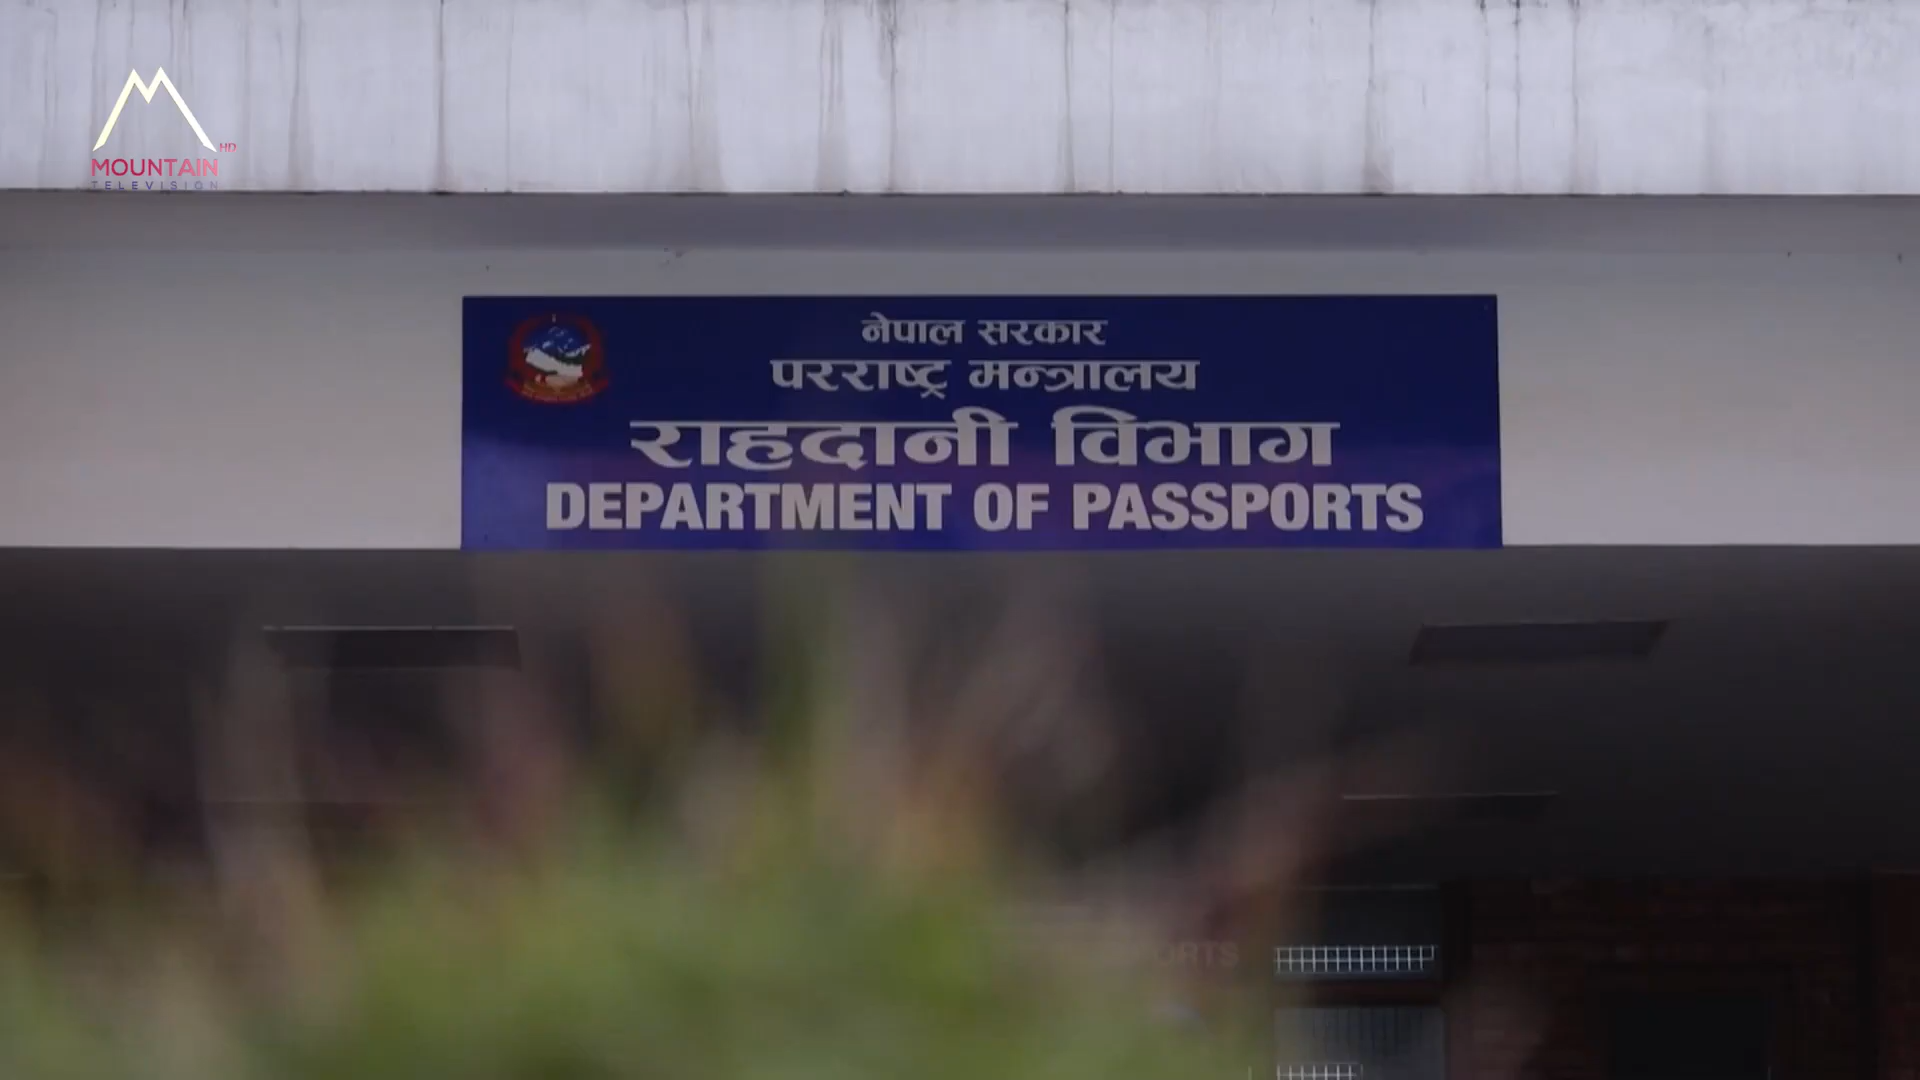 MOUNTAIN HD
TELEVISION
नेपाल सरकार
परराष्ट्र मन्त्रालय
राहदानी विभाग
DEPARTMENT OF PASSPORTS